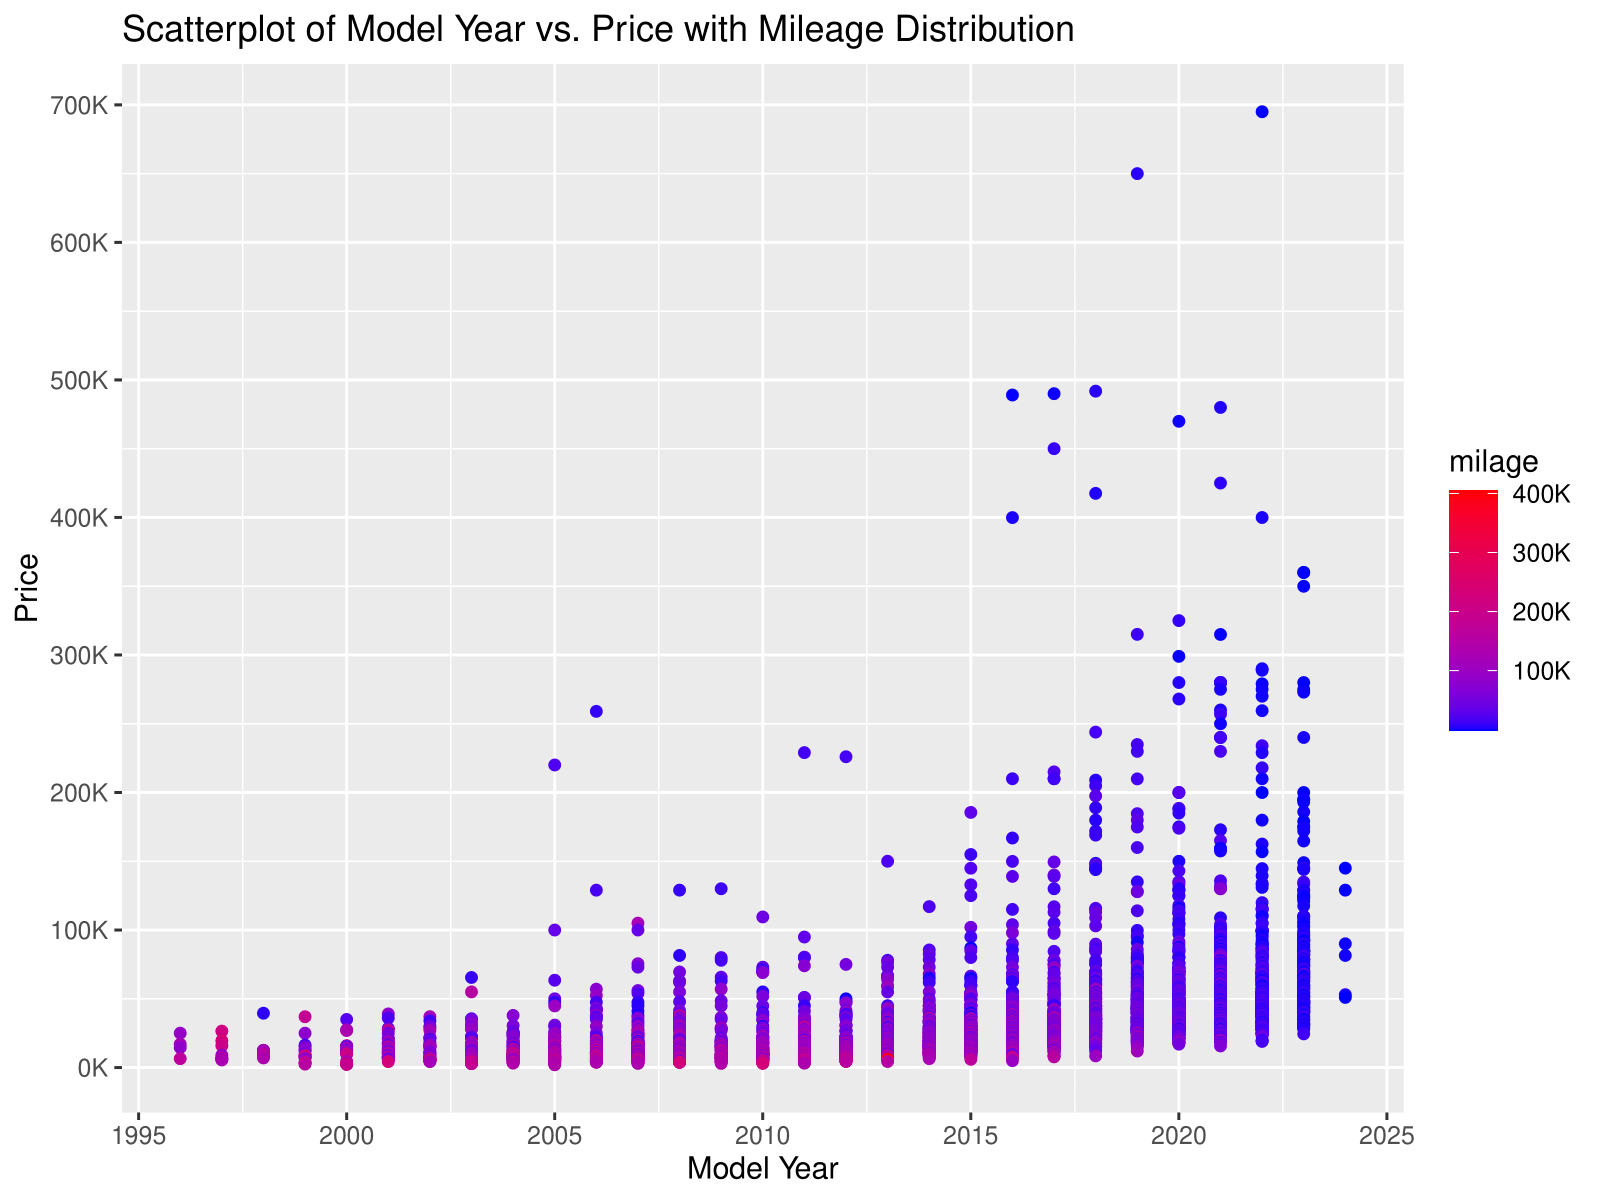 Scatterplot of Model Year vs. Price with Mileage Distribution
700K
600K
500K
400K
300K
200K
100K
0K
Price
1995 2000 2005 2010 2015 2020 2025
Model Year
milage
400K
300K
200K
100K